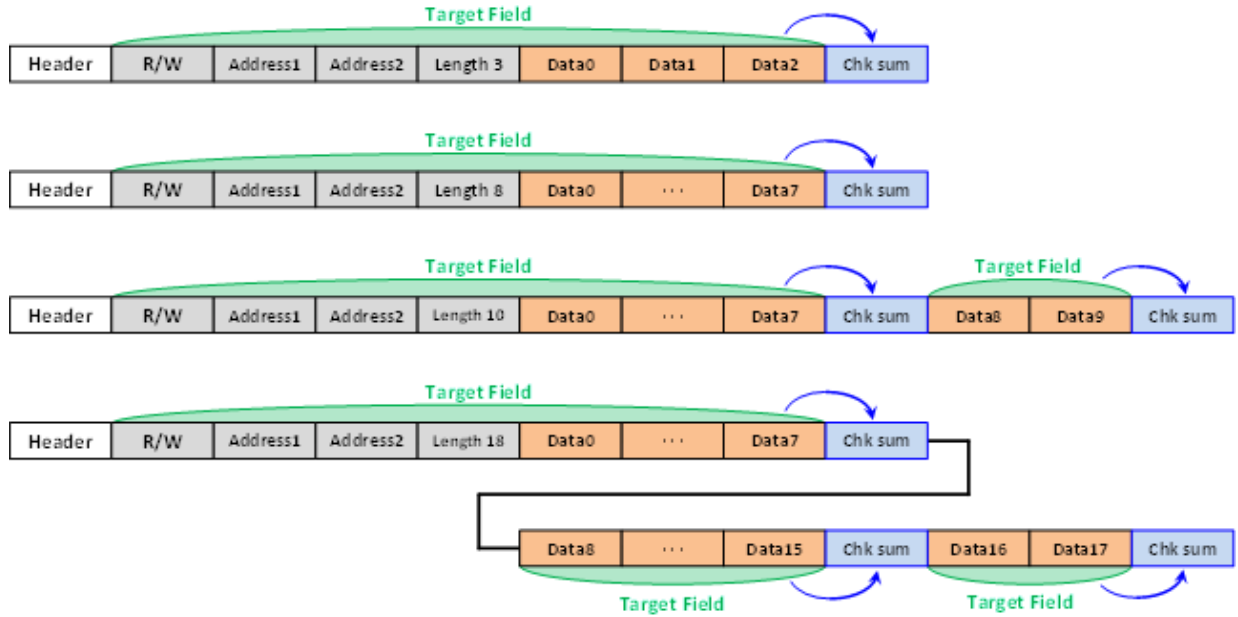 Target Field
Header R/W Address1 Address2 Length 3 Data0 Data1 Data2 Chk sum
Target Field
Header R/W Address1 Address2 Length 8 Data0 ... Data7 Chk sum
Target Field Target Field
Header R/W Address1 Address2 Length 10 Data0 ... Data7 Chk sum Data8 Data9 Chk sum
Target Field
Header R/W Address1 Address2 Length 18 Data0 ... Data7 Chk sum
Data8 ... Data15 Chk sum Data16 Data17 Chk sum
Target Field Target Field